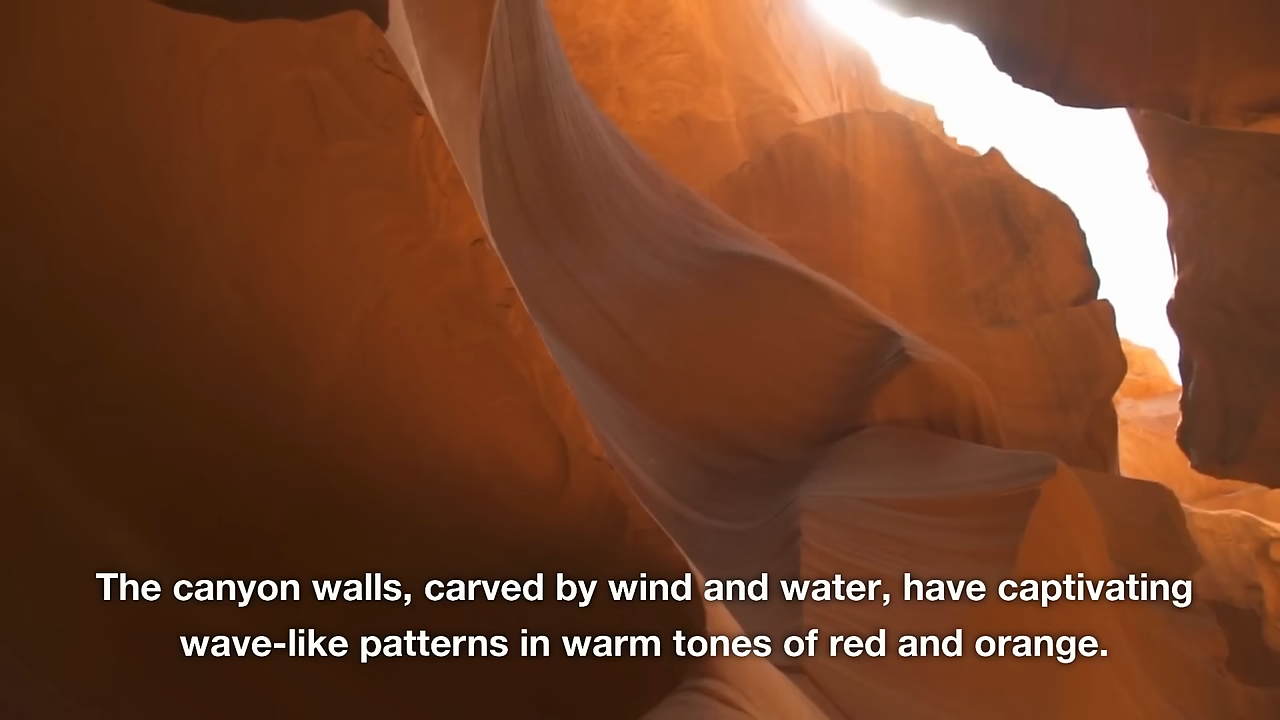 The canyon walls, carved by wind and water, have captivating
wave-like patterns in warm tones of red and orange.